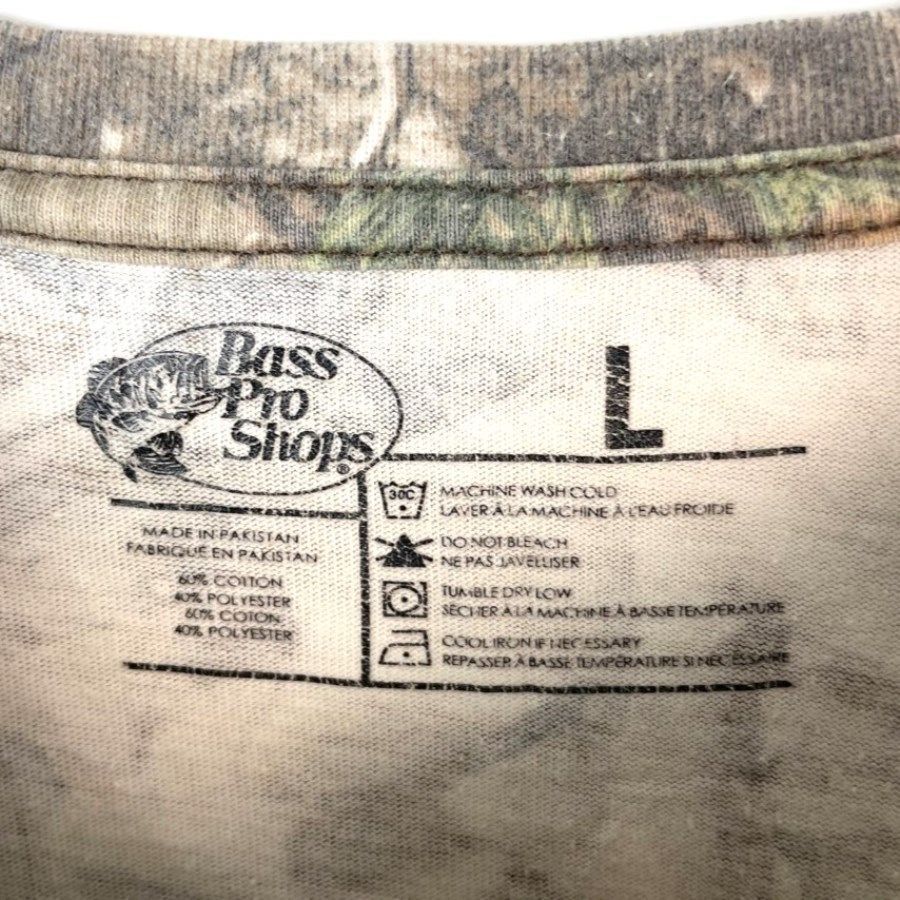 Bass
Pro
Shops®
L
MADE IN PAKISTAN
FABRIQUÉ EN PAKISTAN
60% COTTON
40% POLYESTER
60% COTON
40% POLYESTER
30C
MACHINE WASH COLD
LAVER À LA MACHINE À L'EAU FROIDE
DO NOT BLEACH
NE PAS JAVELLISER
TUMBLE DRY LOW
SÉCHER À LA MACHINE À BASSE TEMPÉRATURE
COOL IRON IF NECESSARY
REPASSER À BASSE TEMPÉRATURE SI NECESSAIRE